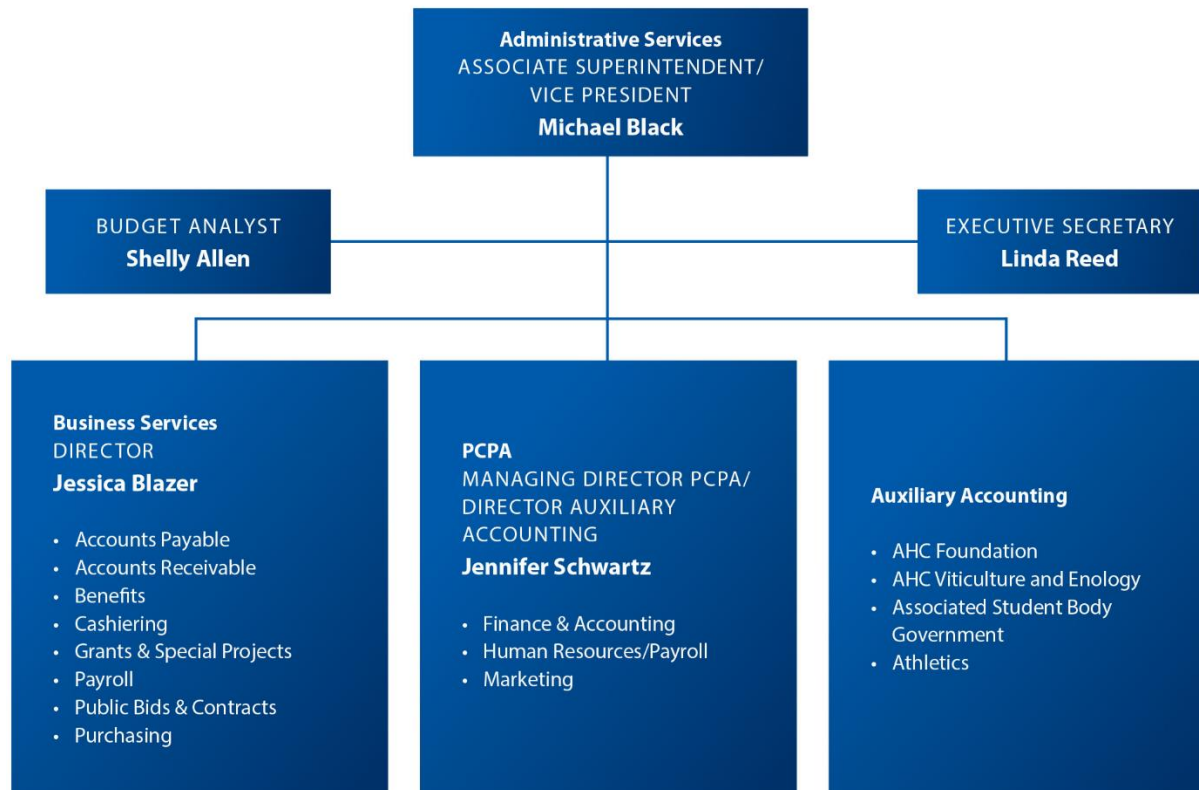 Administrative Services
ASSOCIATE SUPERINTENDENT/
VICE PRESIDENT
Michael Black
BUDGET ANALYST
Shelly Allen
EXECUTIVE SECRETARY
Linda Reed
Business Services
DIRECTOR
Jessica Blazer
• Accounts Payable
• Accounts Receivable
• Benefits
• Cashiering
• Grants & Special Projects
• Payroll
• Public Bids & Contracts
• Purchasing
PCPA
MANAGING DIRECTOR PCPA/
DIRECTOR AUXILIARY
ACCOUNTING
Jennifer Schwartz
• Finance & Accounting
• Human Resources/Payroll
• Marketing
Auxiliary Accounting
• AHC Foundation
• AHC Viticulture and Enology
• Associated Student Body
Government
• Athletics